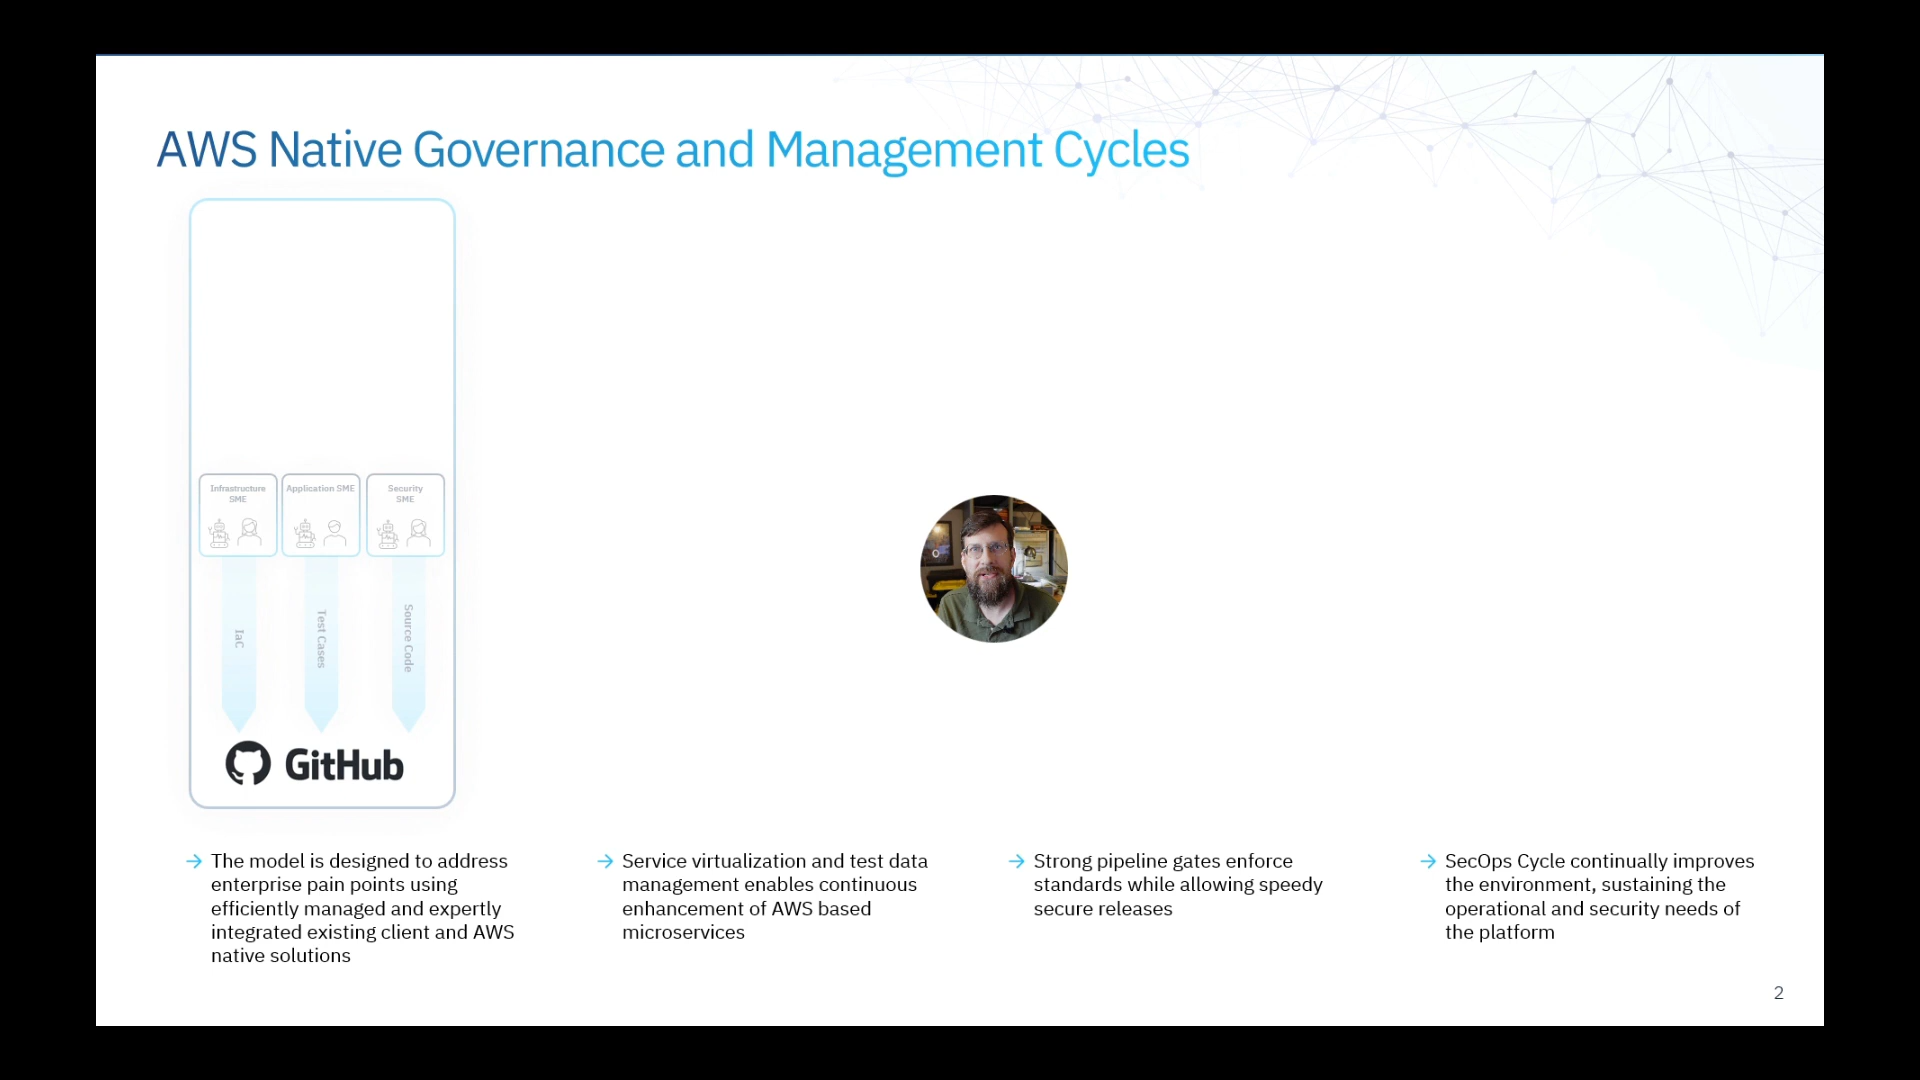 AWS Native Governance and Management Cycles
Infrastructure
SME
Application SME
Security
SME
IaC
Test Cases
Source Code
GitHub
→ The model is designed to address
enterprise pain points using
efficiently managed and expertly
integrated existing client and AWS
native solutions
→ Service virtualization and test data
management enables continuous
enhancement of AWS based
microservices
→ Strong pipeline gates enforce
standards while allowing speedy
secure releases
→ SecOps Cycle continually improves
the environment, sustaining the
operational and security needs of
the platform
2